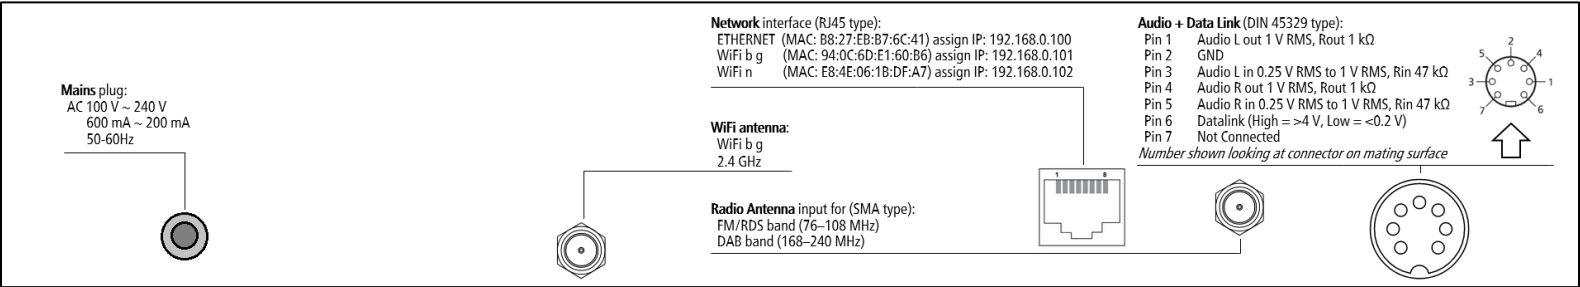 Mains plug:
AC 100 V ~ 240 V
600 mA ~ 200 mA
50-60Hz
Network interface (RJ45 type):
ETHERNET (MAC: B8:27:EB:B7:6C:41) assign IP: 192.168.0.100
WiFi b g (MAC: 94:0C:6D:E1:60:B6) assign IP: 192.168.0.101
WiFi n (MAC: E8:4E:06:1B:DF:A7) assign IP: 192.168.0.102
WiFi antenna:
WiFi b g
2.4 GHz
Radio Antenna input for (SMA type):
FM/RDS band (76–108 MHz)
DAB band (168–240 MHz)
1 8
Audio + Data Link (DIN 45329 type):
Pin 1 Audio L out 1 V RMS, Rout 1 kΩ
Pin 2 GND
Pin 3 Audio L in 0.25 V RMS to 1 V RMS, Rin 47 kΩ
Pin 4 Audio R out 1 V RMS, Rout 1 kΩ
Pin 5 Audio R in 0.25 V RMS to 1 V RMS, Rin 47 kΩ
Pin 6 Datalink (High = >4 V, Low = <0.2 V)
Pin 7 Not Connected
Number shown looking at connector on mating surface
2
5 4
3 1
7 6